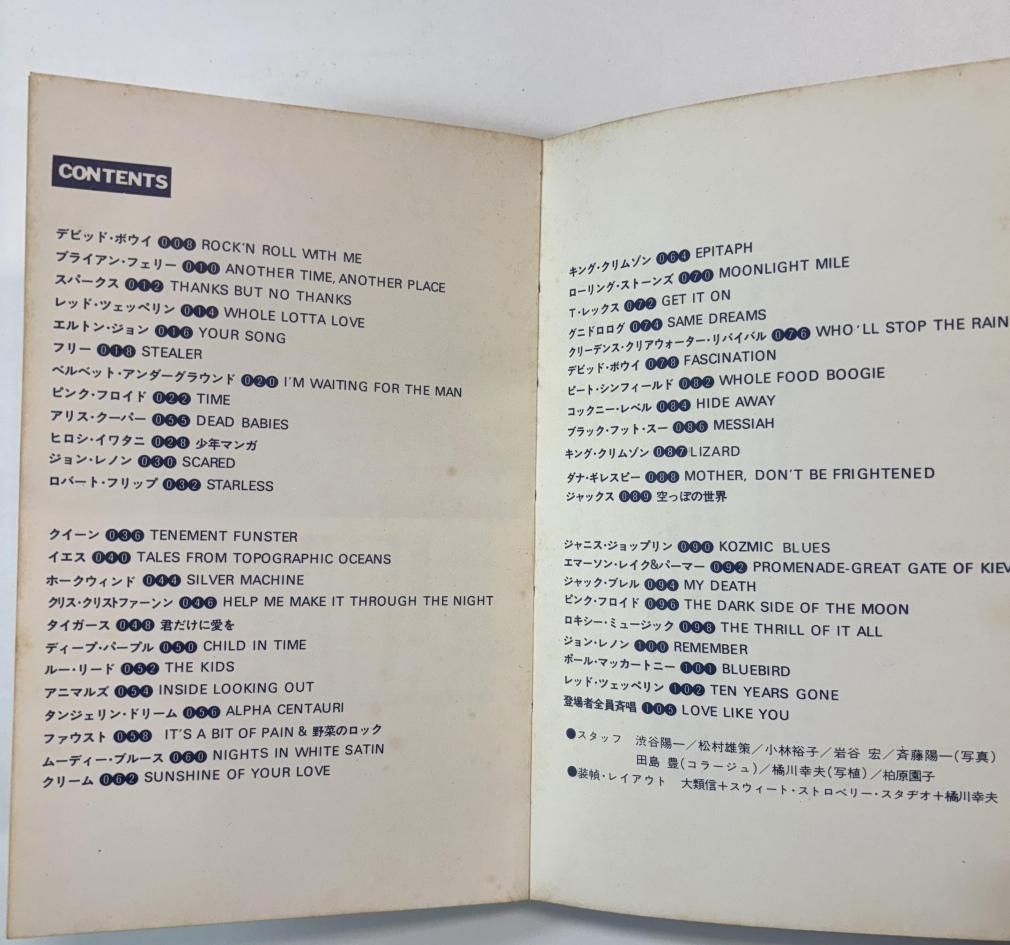 CONTENTS
デビッド・ボウイ 008 ROCK'N ROLL WITH ME
ブライアン・フェリー 010 ANOTHER TIME, ANOTHER PLACE
スパークス 012 THANKS BUT NO THANKS
レッド・ツェッペリン 014 WHOLE LOTTA LOVE
エルトン・ジョン 016 YOUR SONG
フリー 018 STEALER
ベルベット・アンダーグラウンド 020 I'M WAITING FOR THE MAN
ピンク・フロイド 022 TIME
アリス・クーパー 055 DEAD BABIES
ヒロシ・イワタニ 028 少年マンガ
ジョン・レノン 030 SCARED
ロバート・フリップ 032 STARLESS
クイーン 036 TENEMENT FUNSTER
イエス 040 TALES FROM TOPOGRAPHIC OCEANS
ホークウィンド 044 SILVER MACHINE
クリス・クリストファーンン 046 HELP ME MAKE IT THROUGH THE NIGHT
タイガース 048 君だけに愛を
ディープ・パープル 050 CHILD IN TIME
ルー・リード 052 THE KIDS
アニマルズ 054 INSIDE LOOKING OUT
タンジェリン・ドリーム 056 ALPHA CENTAURI
ファウスト 058 IT'S A BIT OF PAIN & 野菜のロック
ムーディー・ブルース 060 NIGHTS IN WHITE SATIN
クリーム 062 SUNSHINE OF YOUR LOVE
キング・クリムゾン 064 EPITAPH
ローリング・ストーンズ 070 MOONLIGHT MILE
T・レックス 072 GET IT ON
グニドロログ 074 SAME DREAMS
クリーデンス・クリアウォーター・リバイバル 076 WHO'LL STOP THE RAIN
デビッド・ボウイ 078 FASCINATION
ピート・シンフィールド 082 WHOLE FOOD BOOGIE
コックニー・レベル 084 HIDE AWAY
ブラック・フット・スー 086 MESSIAH
キング・クリムゾン 087 LIZARD
ダナ・ギレスピー 088 MOTHER, DON'T BE FRIGHTENED
ジャックス 089 空っぽの世界
ジャニス・ジョップリン 090 KOZMIC BLUES
エマーソン・レイク&パーマー 092 PROMENADE-GREAT GATE OF KIEV
ジャック・ブレル 094 MY DEATH
ピンク・フロイド 096 THE DARK SIDE OF THE MOON
ロキシー・ミュージック 098 THE THRILL OF IT ALL
ジョン・レノン 100 REMEMBER
ポール・マッカートニー 101 BLUEBIRD
レッド・ツェッペリン 102 TEN YEARS GONE
登場者全員斉唱 105 LOVE LIKE YOU
●スタッフ 渋谷陽一／松村雄策／小林裕子／岩谷 宏／斉藤陽一(写真)
田島 豊(コラージュ)／橘川幸夫(写植)／柏原園子
●装幀・レイアウト 大類信+スウィート・ストロベリー・スタヂオ+橘川幸夫